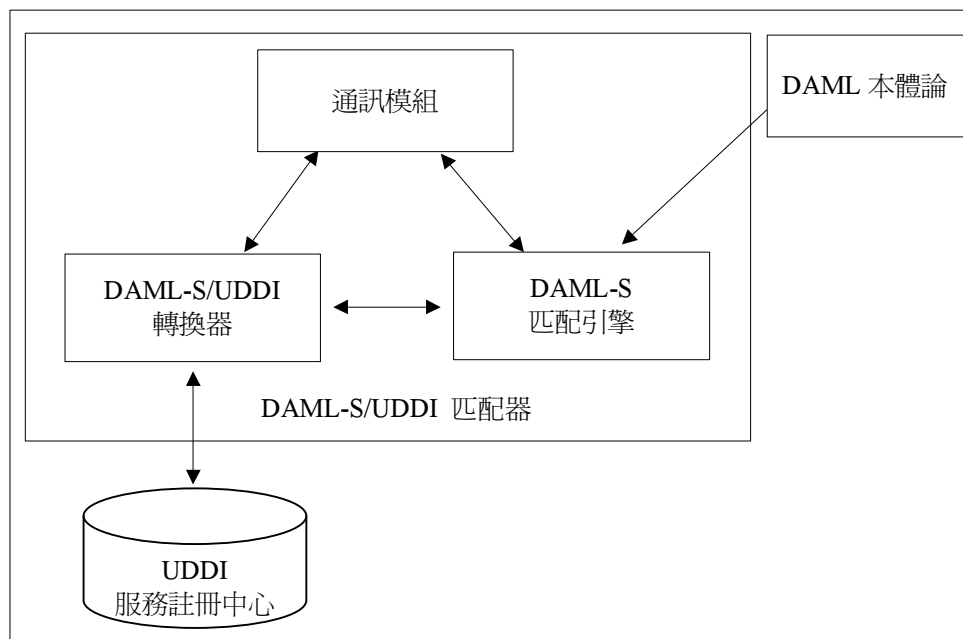 通訊模組
DAML 本體論
DAML-S/UDDI
轉換器
DAML-S
匹配引擎
DAML-S/UDDI 匹配器
UDDI
服務註冊中心